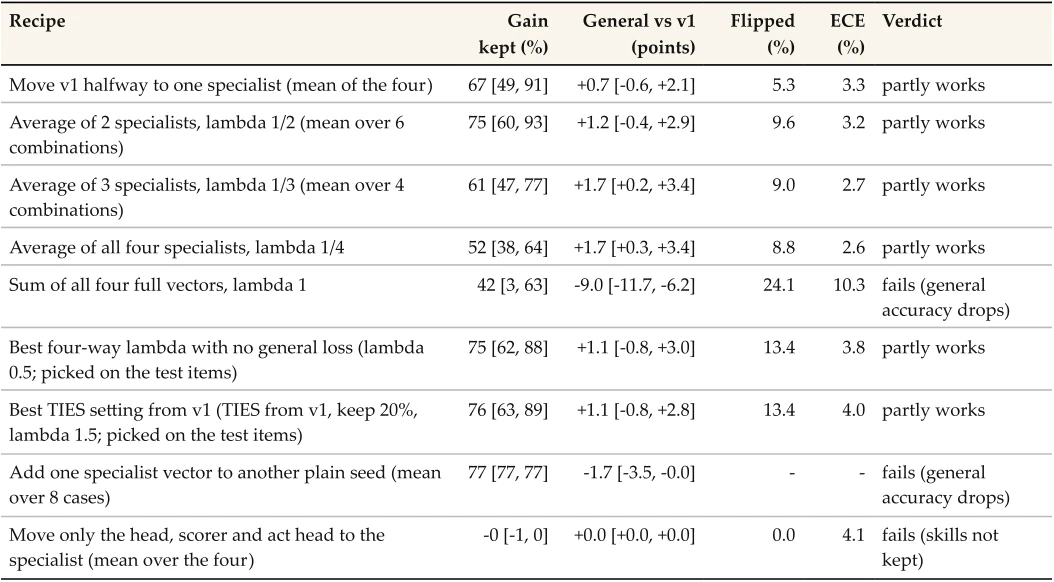 Recipe Gain General vs v1 Flipped ECE Verdict
kept (%) (points) (%) (%)
Move v1 halfway to one specialist (mean of the four) 67 [49, 91] +0.7 [-0.6, +2.1] 5.3 3.3 partly works
Average of 2 specialists, lambda 1/2 (mean over 6 75 [60, 93] +1.2 [-0.4, +2.9] 9.6 3.2 partly works
combinations)
Average of 3 specialists, lambda 1/3 (mean over 4 61 [47, 77] +1.7 [+0.2, +3.4] 9.0 2.7 partly works
combinations)
Average of all four specialists, lambda 1/4 52 [38, 64] +1.7 [+0.3, +3.4] 8.8 2.6 partly works
Sum of all four full vectors, lambda 1 42 [3, 63] -9.0 [-11.7, -6.2] 24.1 10.3 fails (general
accuracy drops)
Best four-way lambda with no general loss (lambda 75 [62, 88] +1.1 [-0.8, +3.0] 13.4 3.8 partly works
0.5; picked on the test items)
Best TIES setting from v1 (TIES from v1, keep 20%, 76 [63, 89] +1.1 [-0.8, +2.8] 13.4 4.0 partly works
lambda 1.5; picked on the test items)
Add one specialist vector to another plain seed (mean 77 [77, 77] -1.7 [-3.5, -0.0] - - fails (general
over 8 cases) accuracy drops)
Move only the head, scorer and act head to the -0 [-1, 0] +0.0 [+0.0, +0.0] 0.0 4.1 fails (skills not
specialist (mean over the four) kept)